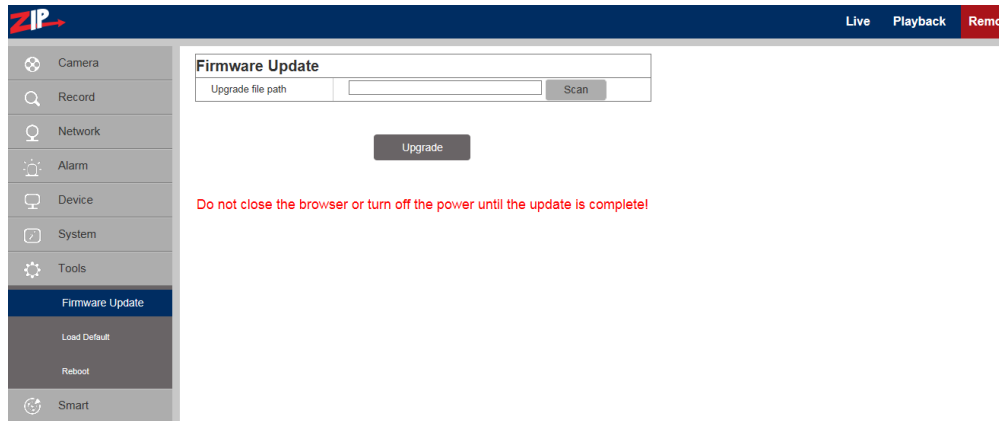 ZIP
Live Playback Remo
Camera
Record
Network
Alarm
Device
System
Tools
Firmware Update
Load Default
Reboot
Smart
Firmware Update
Upgrade file path Scan
Upgrade
Do not close the browser or turn off the power until the update is complete!